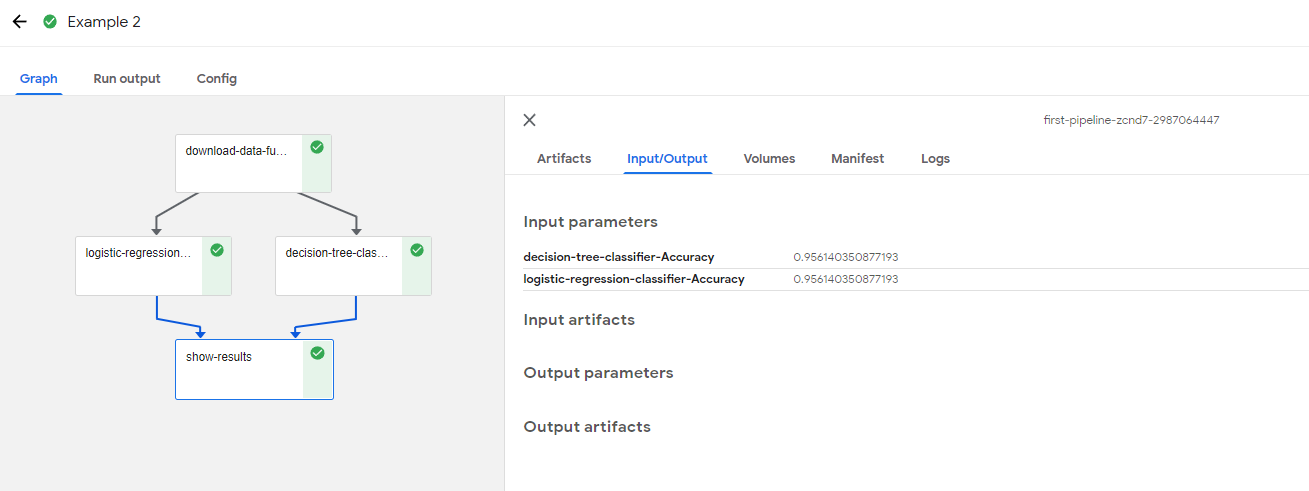 Example 2
Graph Run output Config
download-data-fu...
logistic-regression...
decision-tree-clas...
show-results
first-pipeline-zcnd7-2987064447
Artifacts Input/Output Volumes Manifest Logs
Input parameters
decision-tree-classifier-Accuracy 0.956140350877193
logistic-regression-classifier-Accuracy 0.956140350877193
Input artifacts
Output parameters
Output artifacts